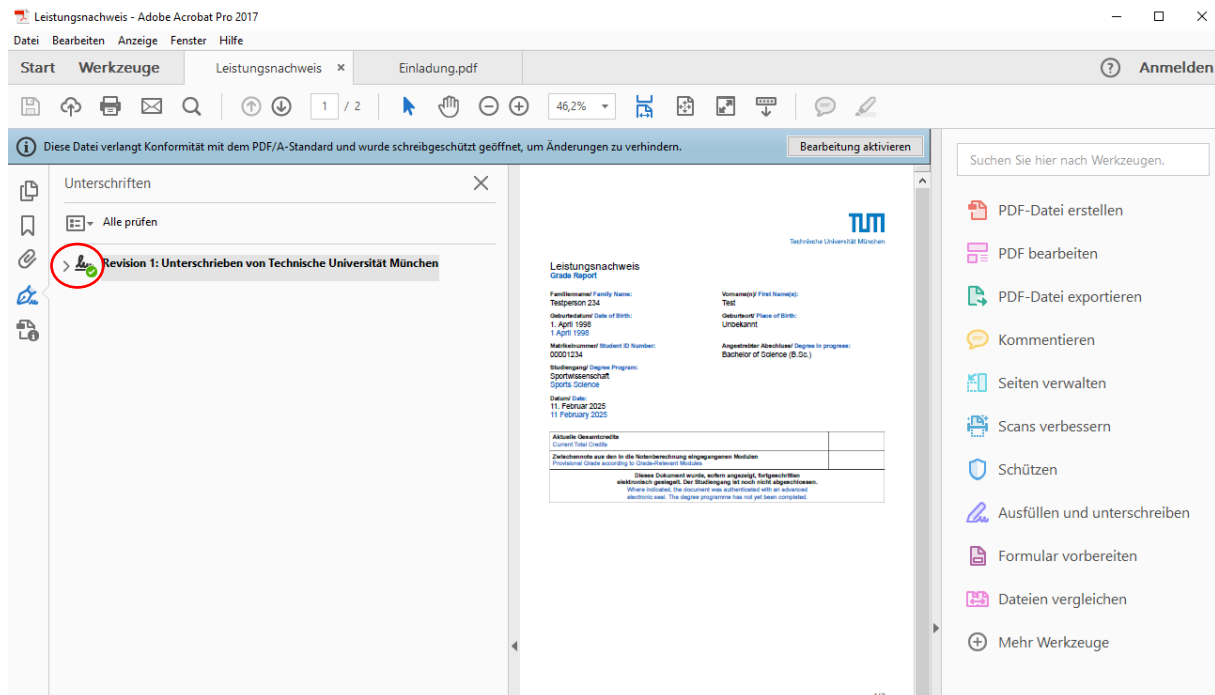 Leistungsnachweis - Adobe Acrobat Pro 2017
Datei Bearbeiten Anzeige Fenster Hilfe
Start Werkzeuge Leistungsnachweis × Einladung.pdf ? Anmelden
1 / 2 46,2%
Diese Datei verlangt Konformität mit dem PDF/A-Standard und wurde schreibgeschützt geöffnet, um Änderungen zu verhindern. Bearbeitung aktivieren
Unterschriften
Alle prüfen
Revision 1: Unterschrieben von Technische Universität München
TUM
Technische Universität München
Leistungsnachweis
Grade Report
Familienname/ Family Name: Vorname(n)/ First Name(s):
Testperson 234 Test
Geburtsdatum/ Date of Birth: Geburtsort/ Place of Birth:
1. April 1998 Unbekannt
1 April 1998
Matrikelnummer/ Student ID Number: Angestrebter Abschluss/ Degree in progress:
00001234 Bachelor of Science (B.Sc.)
Studiengang/ Degree Program:
Sportwissenschaft
Sports Science
Datum/ Date:
11. Februar 2025
11 February 2025
Aktuelle Gesamtcredits
Current Total Credits
Zwischennote aus den in die Notenberechnung eingegangenen Modulen
Provisional Grade according to Grade-Relevant Modules
Dieses Dokument wurde, sofern angezeigt, fortgeschritten
elektronisch gesiegelt. Der Studiengang ist noch nicht abgeschlossen.
Where indicated, the document was authenticated with an advanced
electronic seal. The degree programme has not yet been completed.
Suchen Sie hier nach Werkzeugen.
PDF-Datei erstellen
PDF bearbeiten
PDF-Datei exportieren
Kommentieren
Seiten verwalten
Scans verbessern
Schützen
Ausfüllen und unterschreiben
Formular vorbereiten
Dateien vergleichen
Mehr Werkzeuge